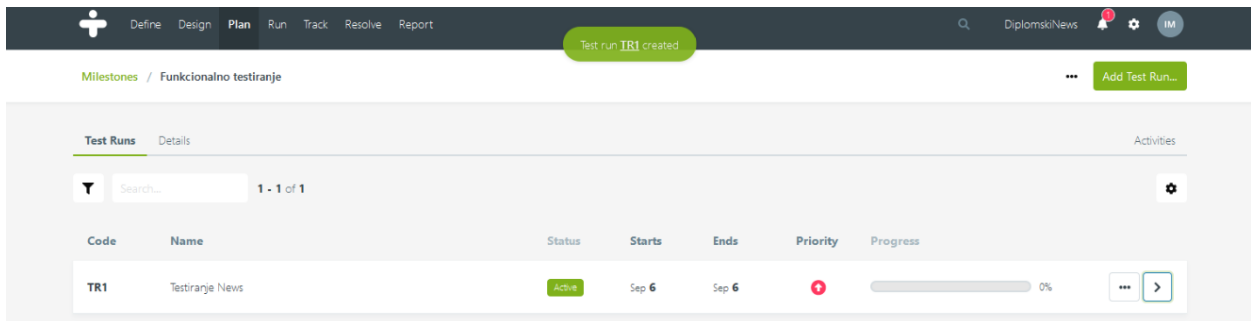 Define Design Plan Run Track Resolve Report DiplomskiNews 1 IM
Test run TR1 created
Milestones / Funkcionalno testiranje ••• Add Test Run...
Test Runs Details Activities
Search... 1 - 1 of 1
Code Name Status Starts Ends Priority Progress
TR1 Testiranje News Active Sep 6 Sep 6 0% •••